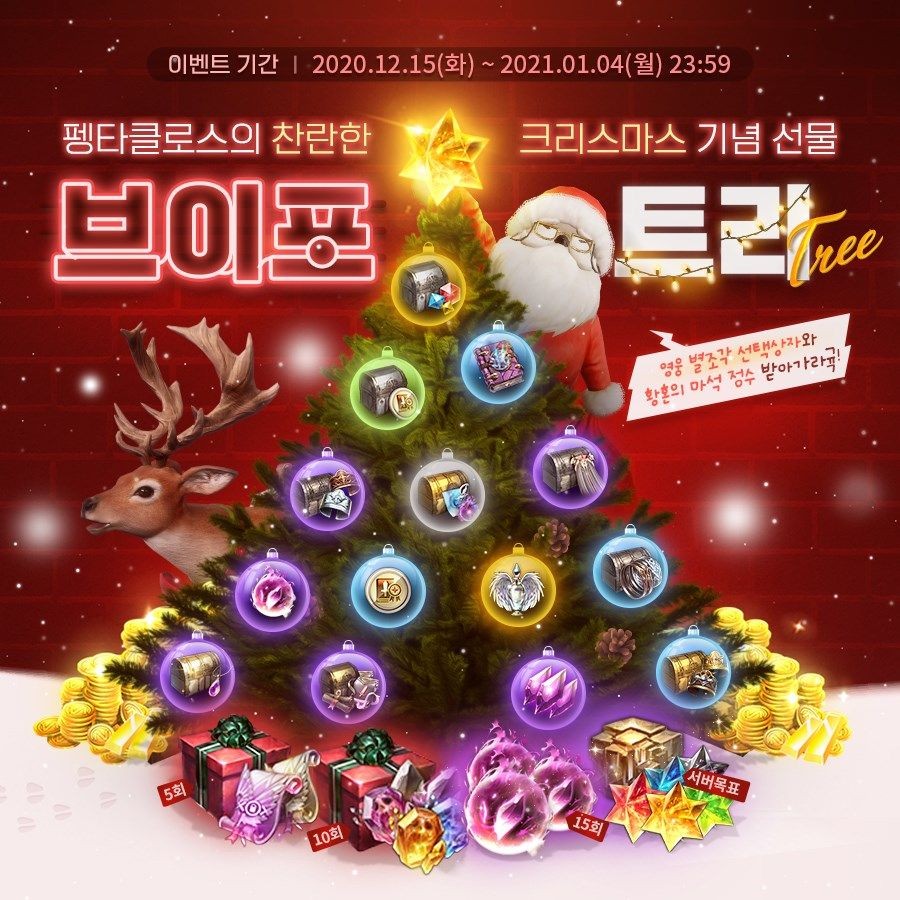 이벤트 기간 | 2020.12.15(화) ~ 2021.01.04(월) 23:59
펭타클로스의 찬란한 크리스마스 기념 선물
브이포 트리 Tree
영웅 별조각 선택상자와
황혼의 마석 정수 받아가라퓩!
5회
10회
15회
서버목표